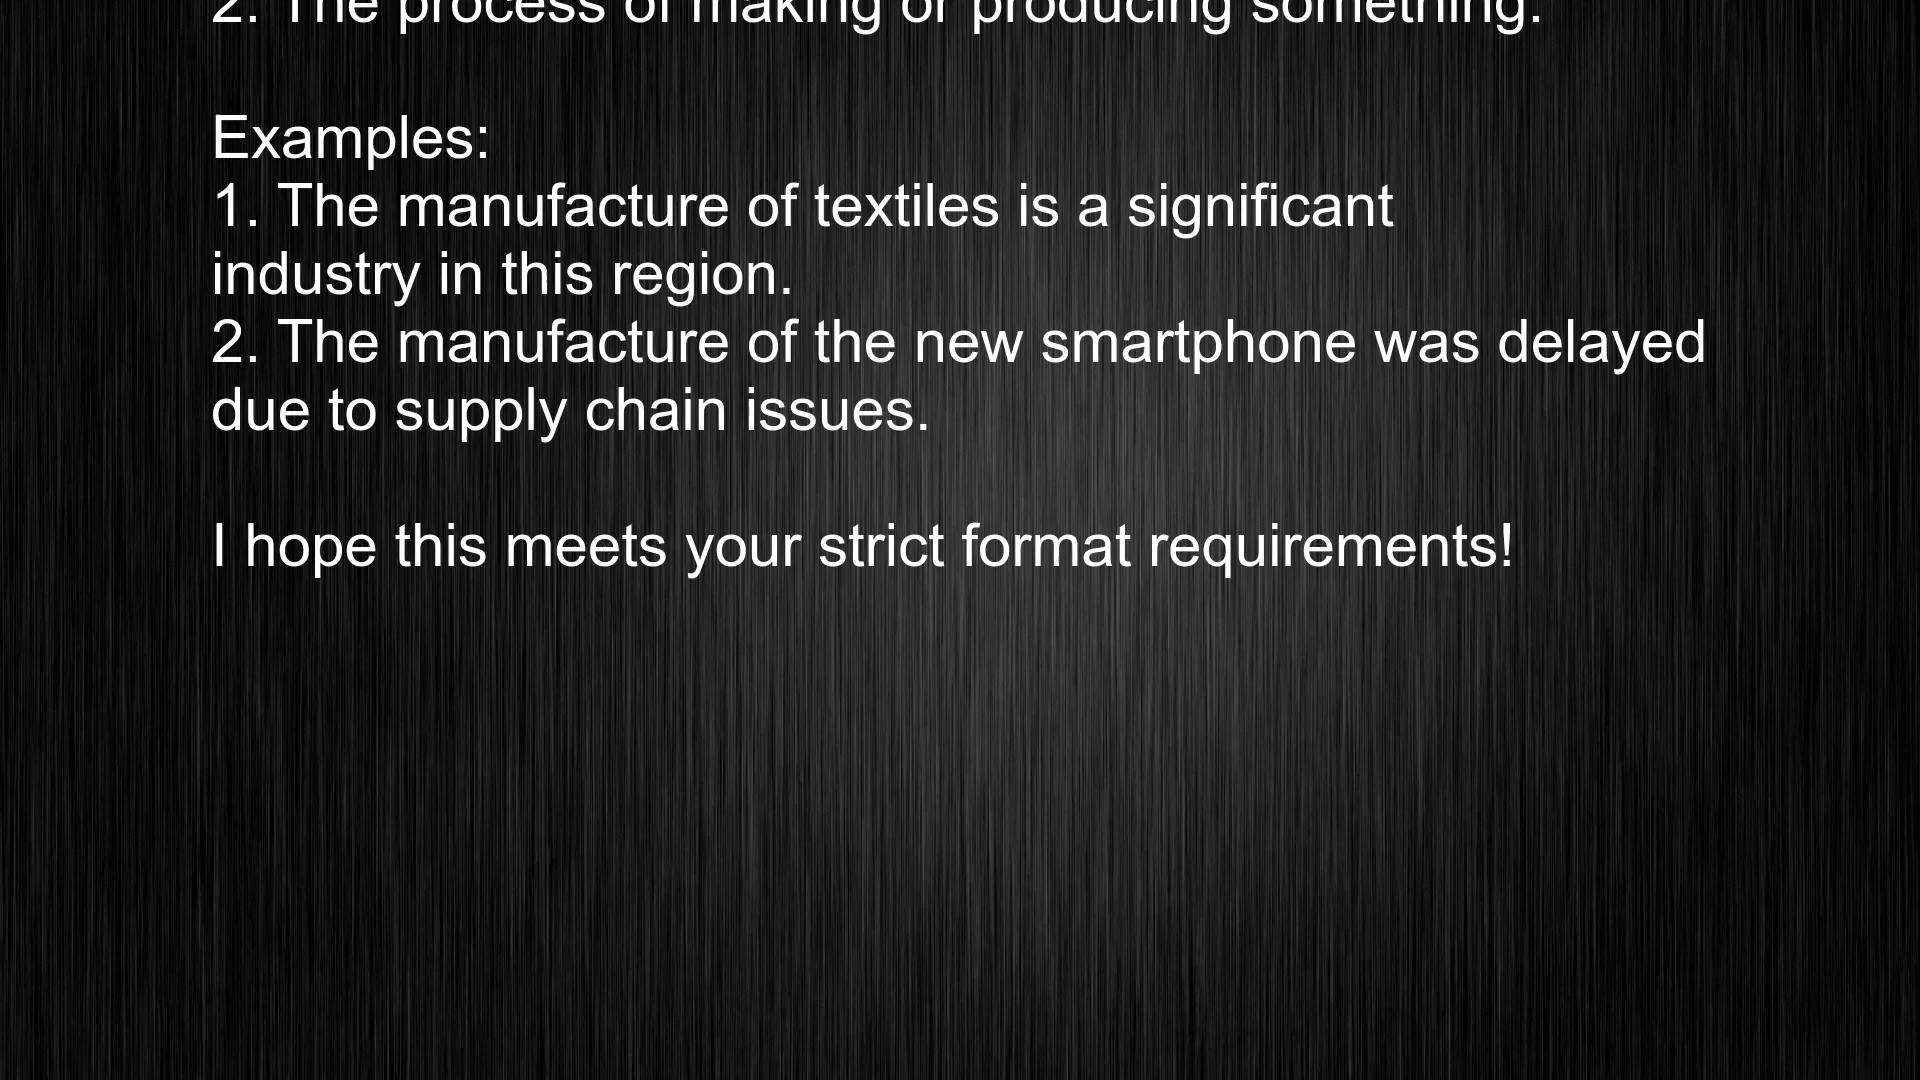 2. The process of making or producing something.
Examples:
1. The manufacture of textiles is a significant
industry in this region.
2. The manufacture of the new smartphone was delayed
due to supply chain issues.
I hope this meets your strict format requirements!